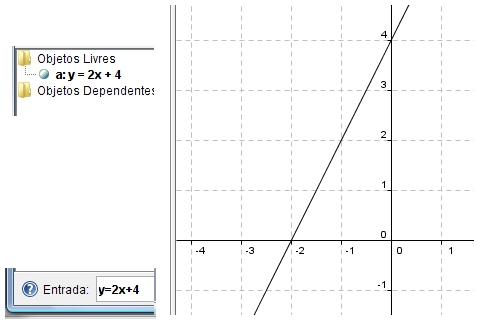 Objetos Livres
a: y = 2x + 4
Objetos Dependentes
Entrada: y=2x+4
4
3
2
1
0
-4 -3 -2 -1 0 1
-1